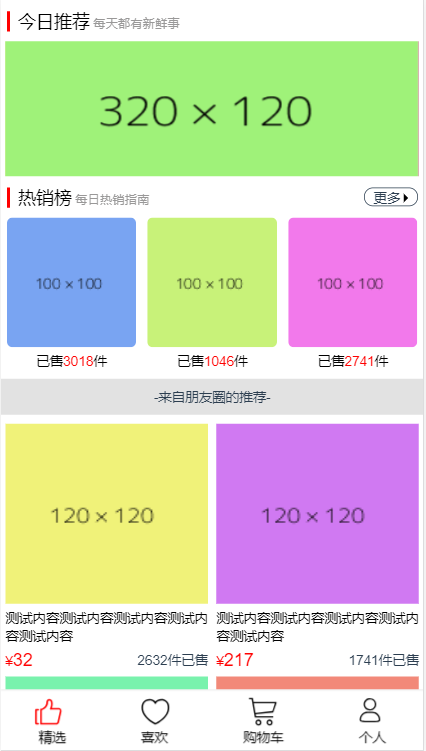 今日推荐 每天都有新鲜事
320 × 120
热销榜 每日热销指南 更多
100 × 100 100 × 100 100 × 100
已售3018件 已售1046件 已售2741件
-来自朋友圈的推荐-
120 × 120 120 × 120
测试内容测试内容测试内容测试内
容测试内容
¥32 2632件已售
测试内容测试内容测试内容测试内
容测试内容
¥217 1741件已售
精选 喜欢 购物车 个人